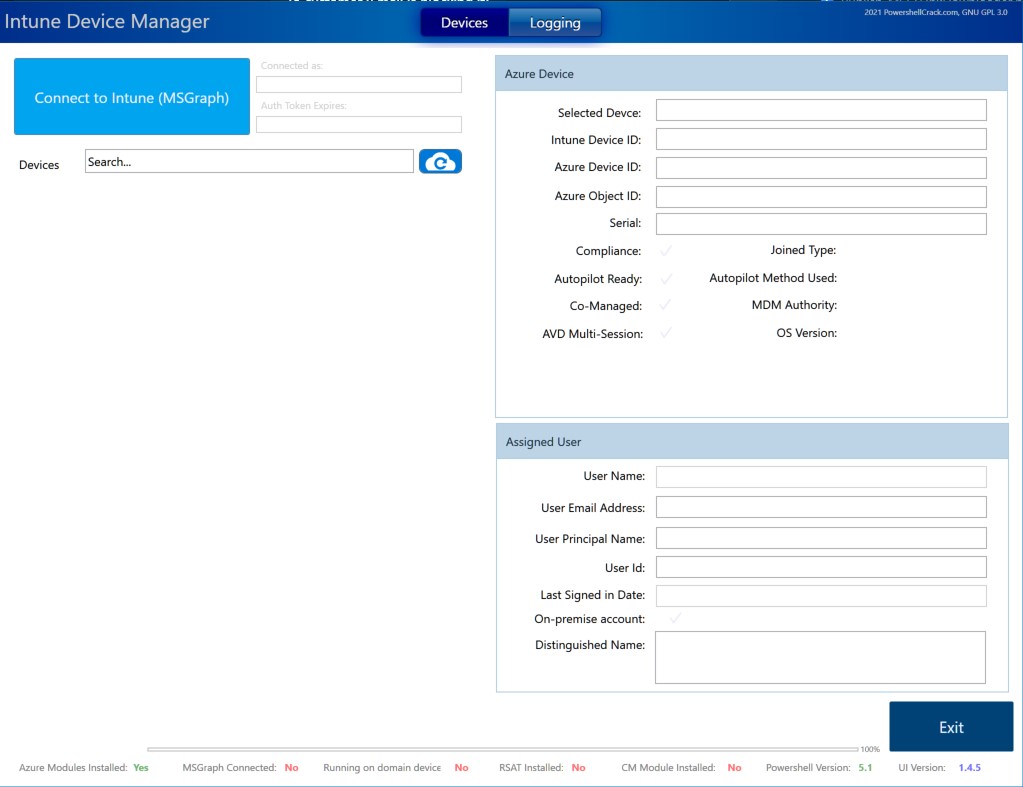 Intune Device Manager
Devices
Logging
2021 PowershellCrack.com, GNU GPL 3.0
Connect to Intune (MSGraph)
Connected as:
Auth Token Expires:
Devices
Search...
Azure Device
Selected Devce:
Intune Device ID:
Azure Device ID:
Azure Object ID:
Serial:
Compliance:
Joined Type:
Autopilot Ready:
Autopilot Method Used:
Co-Managed:
MDM Authority:
AVD Multi-Session:
OS Version:
Assigned User
User Name:
User Email Address:
User Principal Name:
User Id:
Last Signed in Date:
On-premise account:
Distinguished Name:
Exit
100%
Azure Modules Installed: Yes
MSGraph Connected: No
Running on domain device No
RSAT Installed: No
CM Module Installed: No
Powershell Version: 5.1
UI Version: 1.4.5